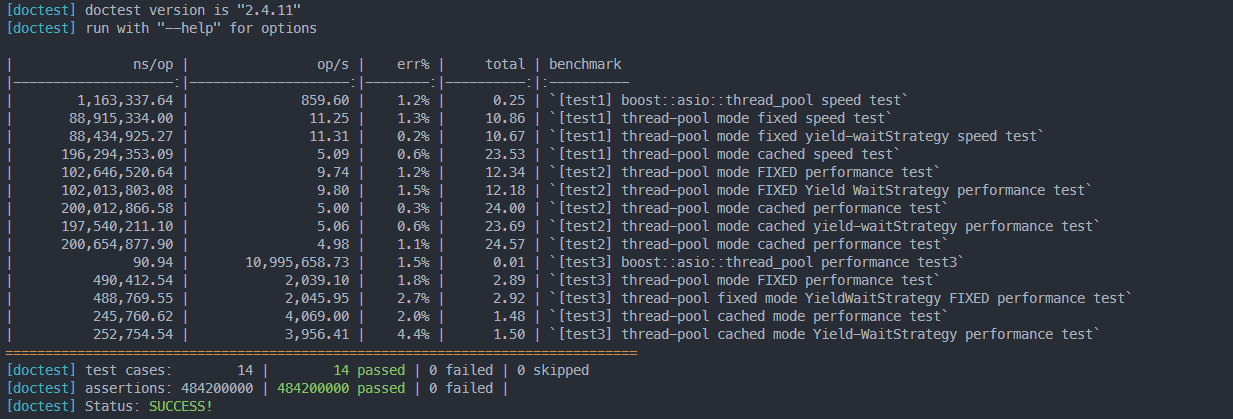 [doctest] doctest version is "2.4.11"
[doctest] run with "--help" for options
|               ns/op |                op/s |    err% |     total | benchmark
|--------------------:|--------------------:|--------:|----------:|:----------
|        1,163,337.64 |              859.60 |    1.2% |      0.25 | `[test1] boost::asio::thread_pool speed test`
|       88,915,334.00 |               11.25 |    1.3% |     10.86 | `[test1] thread-pool mode fixed speed test`
|       88,434,925.27 |               11.31 |    0.2% |     10.67 | `[test1] thread-pool mode fixed yield-waitStrategy speed test`
|      196,294,353.09 |                5.09 |    0.6% |     23.53 | `[test1] thread-pool mode cached speed test`
|      102,646,520.64 |                9.74 |    1.2% |     12.34 | `[test2] thread-pool mode FIXED performance test`
|      102,013,803.08 |                9.80 |    1.5% |     12.18 | `[test2] thread-pool mode FIXED Yield WaitStrategy performance test`
|      200,012,866.58 |                5.00 |    0.3% |     24.00 | `[test2] thread-pool mode cached performance test`
|      197,540,211.10 |                5.06 |    0.6% |     23.69 | `[test2] thread-pool mode cached yield-waitStrategy performance test`
|      200,654,877.90 |                4.98 |    1.1% |     24.57 | `[test2] thread-pool mode cached performance test`
|               90.94 |       10,995,658.73 |    1.5% |      0.01 | `[test3] boost::asio::thread_pool performance test3`
|          490,412.54 |            2,039.10 |    1.8% |      2.89 | `[test3] thread-pool mode FIXED performance test`
|          488,769.55 |            2,045.95 |    2.7% |      2.92 | `[test3] thread-pool fixed mode YieldWaitStrategy FIXED performance test`
|          245,760.62 |            4,069.00 |    2.0% |      1.48 | `[test3] thread-pool cached mode performance test`
|          252,754.54 |            3,956.41 |    4.4% |      1.50 | `[test3] thread-pool cached mode Yield-WaitStrategy performance test`
===============================================================================
[doctest] test cases:        14 |        14 passed | 0 failed | 0 skipped
[doctest] assertions: 484200000 | 484200000 passed | 0 failed |
[doctest] Status: SUCCESS!